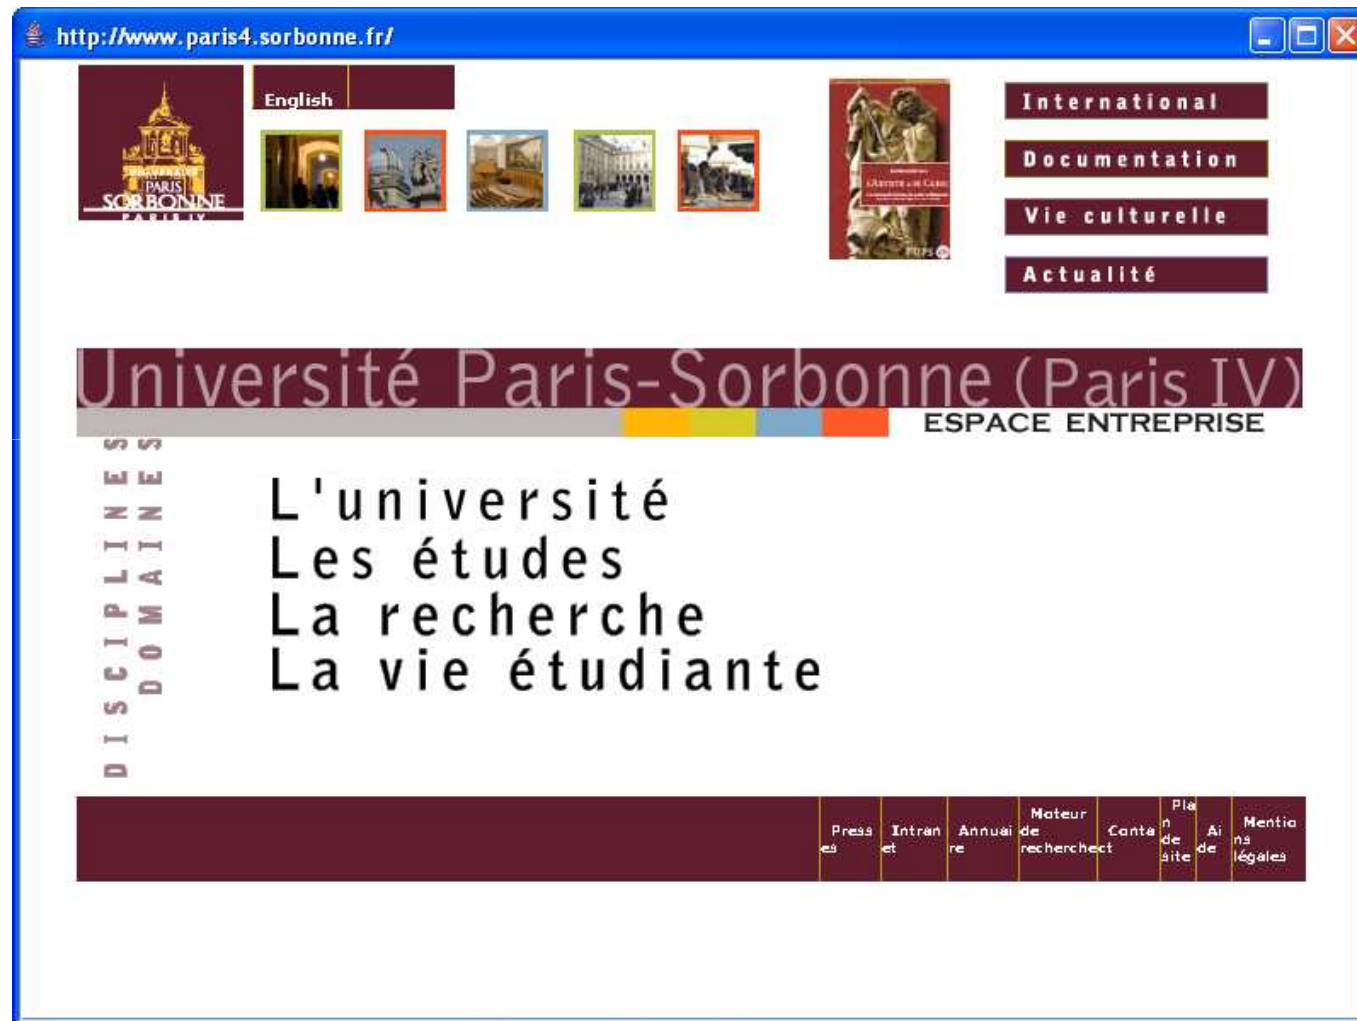 http://www.paris4.sorbonne.fr/
English
UNIVERSITE
PARIS
SORBONNE
PARIS IV
PUPS
International
Documentation
Vie culturelle
Actualité
Université Paris-Sorbonne (Paris IV)
ESPACE ENTREPRISE
DISCIPLINES
DOMAINES
L'université
Les études
La recherche
La vie étudiante
Presses
Intranet
Annuaire
Moteur de recherche
Contact
Plan de site
Aide
Mentions légales